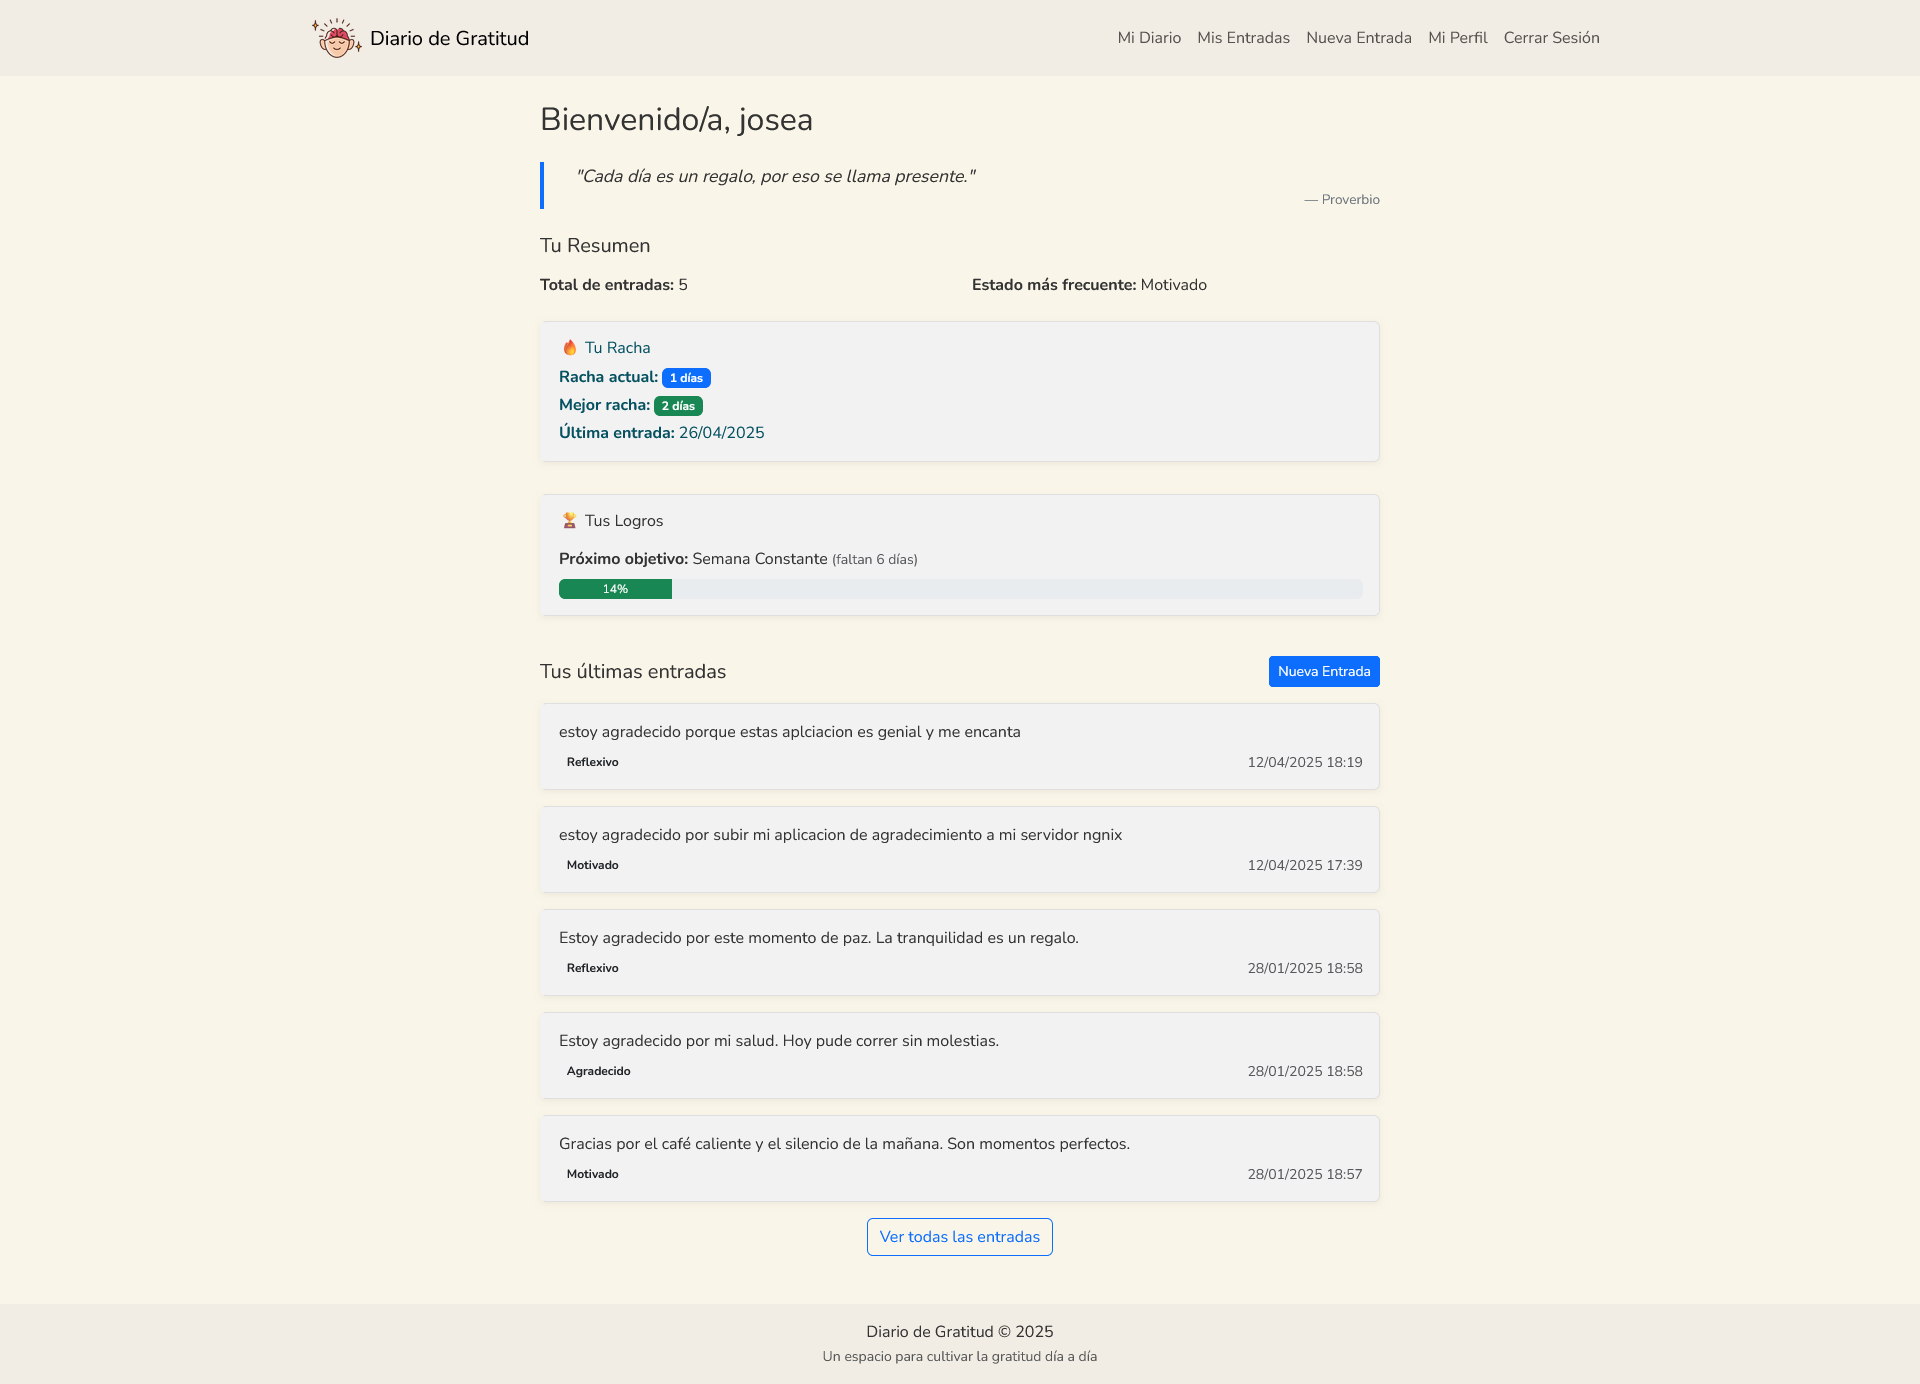 Diario de Gratitud
Mi Diario Mis Entradas Nueva Entrada Mi Perfil Cerrar Sesión
Bienvenido/a, josea
"Cada día es un regalo, por eso se llama presente."
— Proverbio
Tu Resumen
Total de entradas: 5
Estado más frecuente: Motivado
Tu Racha
Racha actual: 1 días
Mejor racha: 2 días
Última entrada: 26/04/2025
Tus Logros
Próximo objetivo: Semana Constante (faltan 6 días)
14%
Tus últimas entradas
Nueva Entrada
estoy agradecido porque estas aplciacion es genial y me encanta
Reflexivo 12/04/2025 18:19
estoy agradecido por subir mi aplicacion de agradecimiento a mi servidor ngnix
Motivado 12/04/2025 17:39
Estoy agradecido por este momento de paz. La tranquilidad es un regalo.
Reflexivo 28/01/2025 18:58
Estoy agradecido por mi salud. Hoy pude correr sin molestias.
Agradecido 28/01/2025 18:58
Gracias por el café caliente y el silencio de la mañana. Son momentos perfectos.
Motivado 28/01/2025 18:57
Ver todas las entradas
Diario de Gratitud © 2025
Un espacio para cultivar la gratitud día a día